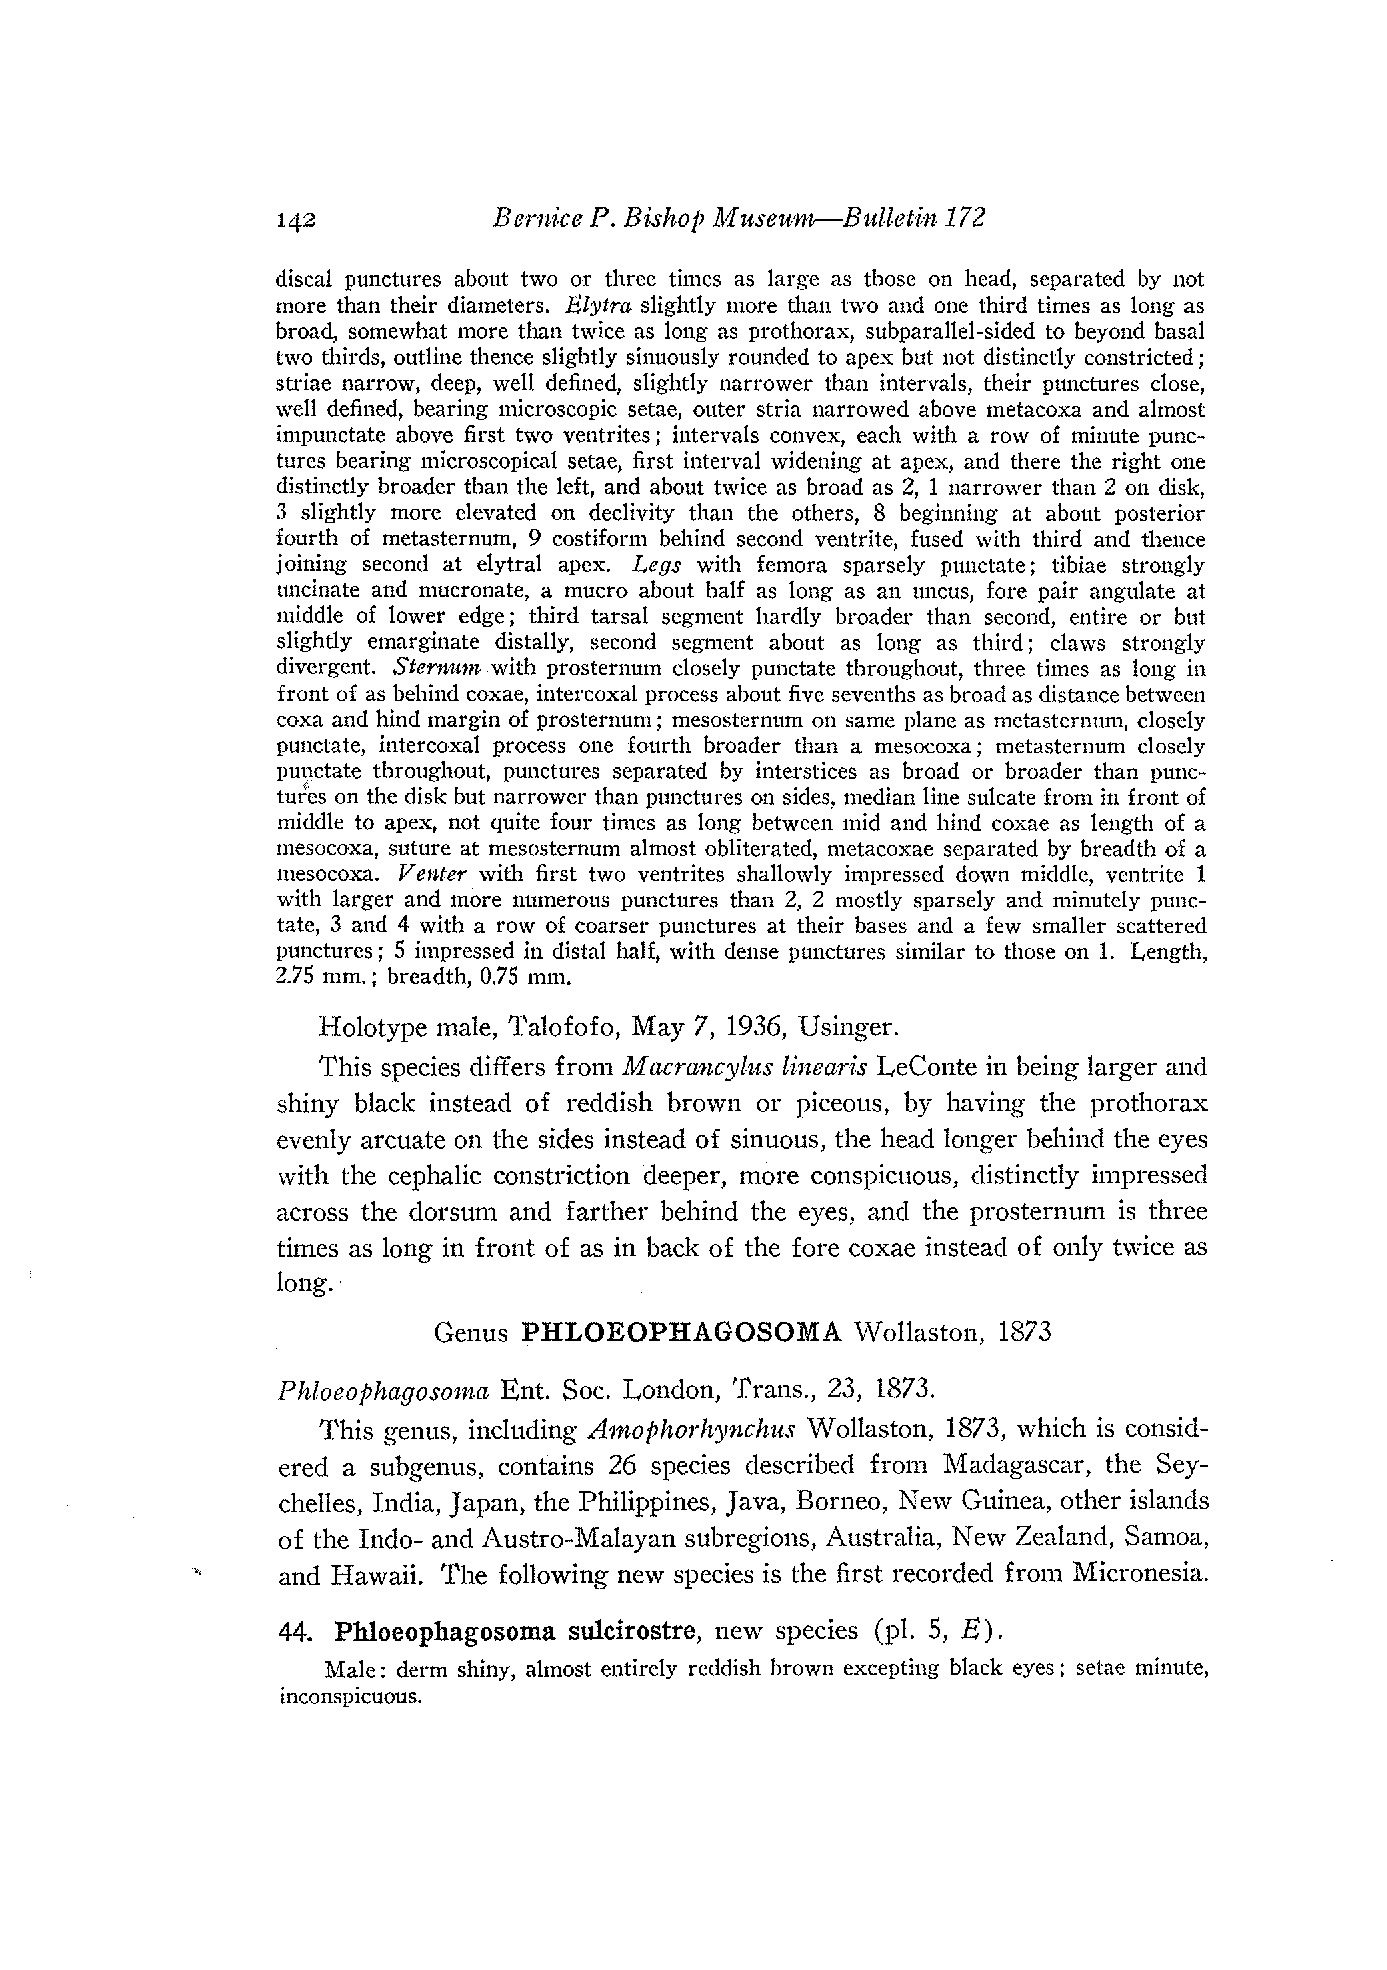 142 Bernice P. Bishop Museum—Bulletin 172
discal punctures about two or three times as large as those on head, separated by not
more than their diameters. Elytra slightly more than two and one third times as long as
broad, somewhat more than twice as long as prothorax, subparallel-sided to beyond basal
two thirds, outline thence slightly sinuously rounded to apex but not distinctly constricted;
striae narrow, deep, well defined, slightly narrower than intervals, their punctures close,
well defined, bearing microscopic setae, outer stria narrowed above metacoxa and almost
impunctate above first two ventrites; intervals convex, each with a row of minute punc-
tures bearing microscopical setae, first interval widening at apex, and there the right one
distinctly broader than the left, and about twice as broad as 2, 1 narrower than 2 on disk,
3 slightly more elevated on declivity than the others, 8 beginning at about posterior
fourth of metasternum, 9 costiform behind second ventrite, fused with third and thence
joining second at elytral apex. Legs with femora sparsely punctate; tibiae strongly
uncinate and mucronate, a mucro about half as long as an uncus, fore pair angulate at
middle of lower edge; third tarsal segment hardly broader than second, entire or but
slightly emarginate distally, second segment about as long as third; claws strongly
divergent. Sternum with prosternum closely punctate throughout, three times as long in
front of as behind coxae, intercoxal process about five sevenths as broad as distance between
coxa and hind margin of prosternum; mesosternum on same plane as metasternum, closely
punctate, intercoxal process one fourth broader than a mesocoxa; metasternum closely
punctate throughout, punctures separated by interstices as broad or broader than punc-
tures on the disk but narrower than punctures on sides, median line sulcate from in front of
middle to apex, not quite four times as long between mid and hind coxae as length of a
mesocoxa, suture at mesosternum almost obliterated, metacoxae separated by breadth of a
mesocoxa. Venter with first two ventrites shallowly impressed down middle, ventrite 1
with larger and more numerous punctures than 2, 2 mostly sparsely and minutely punc-
tate, 3 and 4 with a row of coarser punctures at their bases and a few smaller scattered
punctures; 5 impressed in distal half, with dense punctures similar to those on 1. Length,
2.75 mm.; breadth, 0.75 mm.
Holotype male, Talofofo, May 7, 1936, Usinger.
This species differs from Macrancylus linearis LeConte in being larger and
shiny black instead of reddish brown or piceous, by having the prothorax
evenly arcuate on the sides instead of sinuous, the head longer behind the eyes
with the cephalic constriction deeper, more conspicuous, distinctly impressed
across the dorsum and farther behind the eyes, and the prosternum is three
times as long in front of as in back of the fore coxae instead of only twice as
long.
Genus PHLOEOPHAGOSOMA Wollaston, 1873
Phloeophagosoma Ent. Soc. London, Trans., 23, 1873.
This genus, including Amophorhynchus Wollaston, 1873, which is consid-
ered a subgenus, contains 26 species described from Madagascar, the Sey-
chelles, India, Japan, the Philippines, Java, Borneo, New Guinea, other islands
of the Indo- and Austro-Malayan subregions, Australia, New Zealand, Samoa,
and Hawaii. The following new species is the first recorded from Micronesia.
44. Phloeophagosoma sulcirostre, new species (pl. 5, E).
Male: derm shiny, almost entirely reddish brown excepting black eyes; setae minute,
inconspicuous.